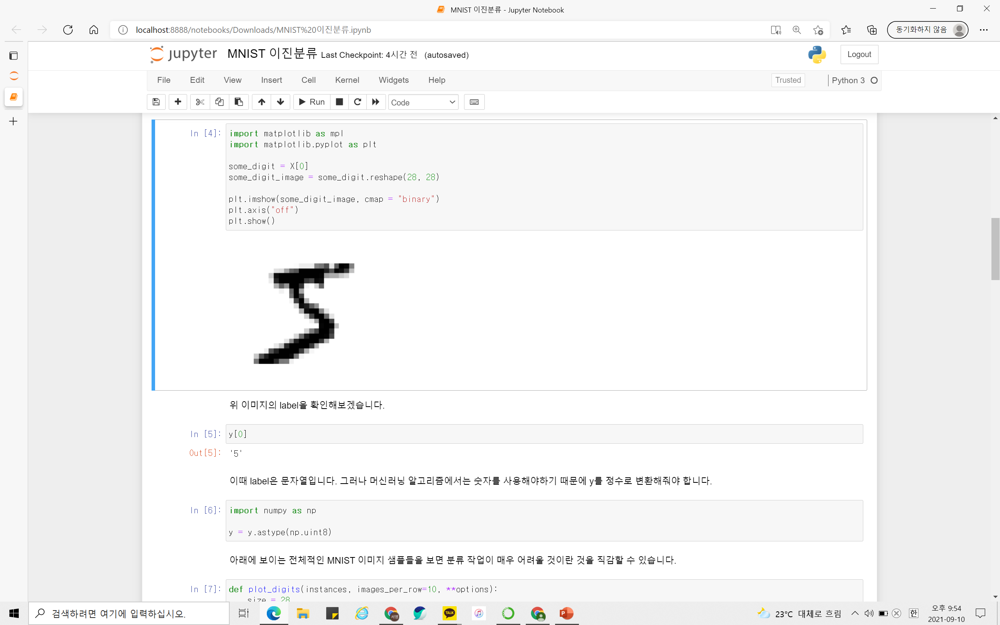 MNIST 이진분류 - Jupyter Notebook
localhost:8888/notebooks/Downloads/MNIST%20이진분류.ipynb
동기화하지 않음
jupyter MNIST 이진분류 Last Checkpoint: 4시간 전 (autosaved)
Logout
File Edit View Insert Cell Kernel Widgets Help
Trusted Python 3
Run Code
In [4]: import matplotlib as mpl
import matplotlib.pyplot as plt
some_digit = X[0]
some_digit_image = some_digit.reshape(28, 28)
plt.imshow(some_digit_image, cmap = "binary")
plt.axis("off")
plt.show()
5
위 이미지의 label을 확인해보겠습니다.
In [5]: y[0]
Out[5]: '5'
이때 label은 문자열입니다. 그러나 머신러닝 알고리즘에서는 숫자를 사용해야하기 때문에 y를 정수로 변환해줘야 합니다.
In [6]: import numpy as np
y = y.astype(np.uint8)
아래에 보이는 전체적인 MNIST 이미지 샘플들을 보면 분류 작업이 매우 어려울 것이란 것을 직감할 수 있습니다.
In [7]: def plot_digits(instances, images_per_row=10, **options):
size = 28
검색하려면 여기에 입력하십시오.
서영
TALK
23°C 대체로 흐림
한
오후 9:54
2021-09-10